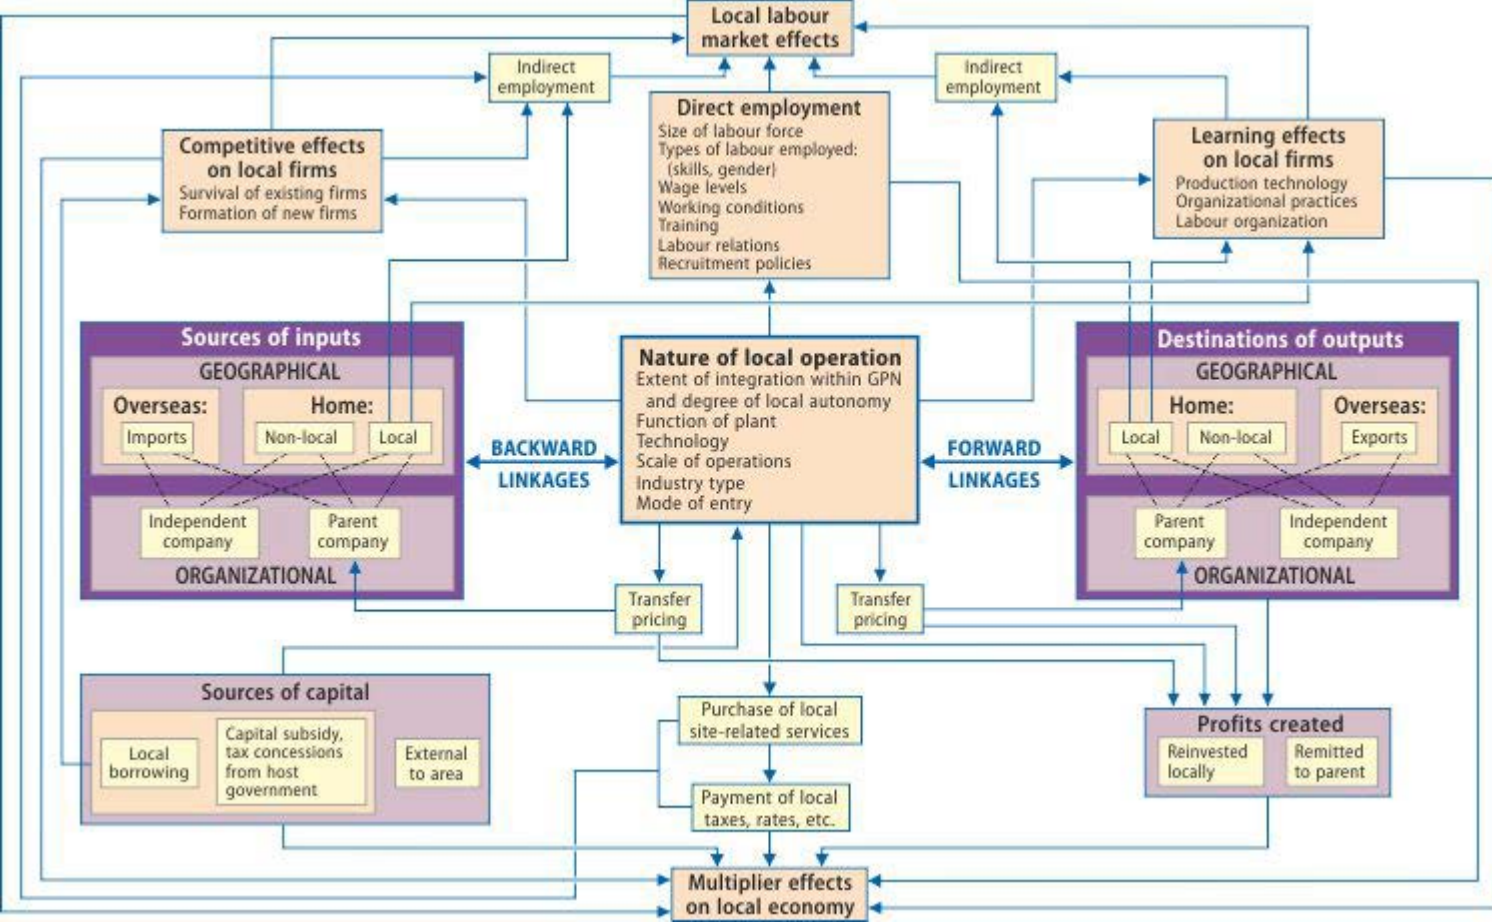 Local labour
market effects
Indirect
employment
Indirect
employment
Direct employment
Size of labour force
Types of labour employed:
(skills, gender)
Wage levels
Working conditions
Training
Labour relations
Recruitment policies
Competitive effects
on local firms
Survival of existing firms
Formation of new firms
Learning effects
on local firms
Production technology
Organizational practices
Labour organization
Sources of inputs
GEOGRAPHICAL
Overseas:
Home:
Imports
Non-local
Local
Independent
company
Parent
company
ORGANIZATIONAL
BACKWARD
LINKAGES
Nature of local operation
Extent of integration within GPN
and degree of local autonomy
Function of plant
Technology
Scale of operations
Industry type
Mode of entry
FORWARD
LINKAGES
Destinations of outputs
GEOGRAPHICAL
Home:
Overseas:
Local
Non-local
Exports
Parent
company
Independent
company
ORGANIZATIONAL
Transfer
pricing
Transfer
pricing
Sources of capital
Local
borrowing
Capital subsidy,
tax concessions
from host
government
External
to area
Purchase of local
site-related services
Payment of local
taxes, rates, etc.
Profits created
Reinvested
locally
Remitted
to parent
Multiplier effects
on local economy